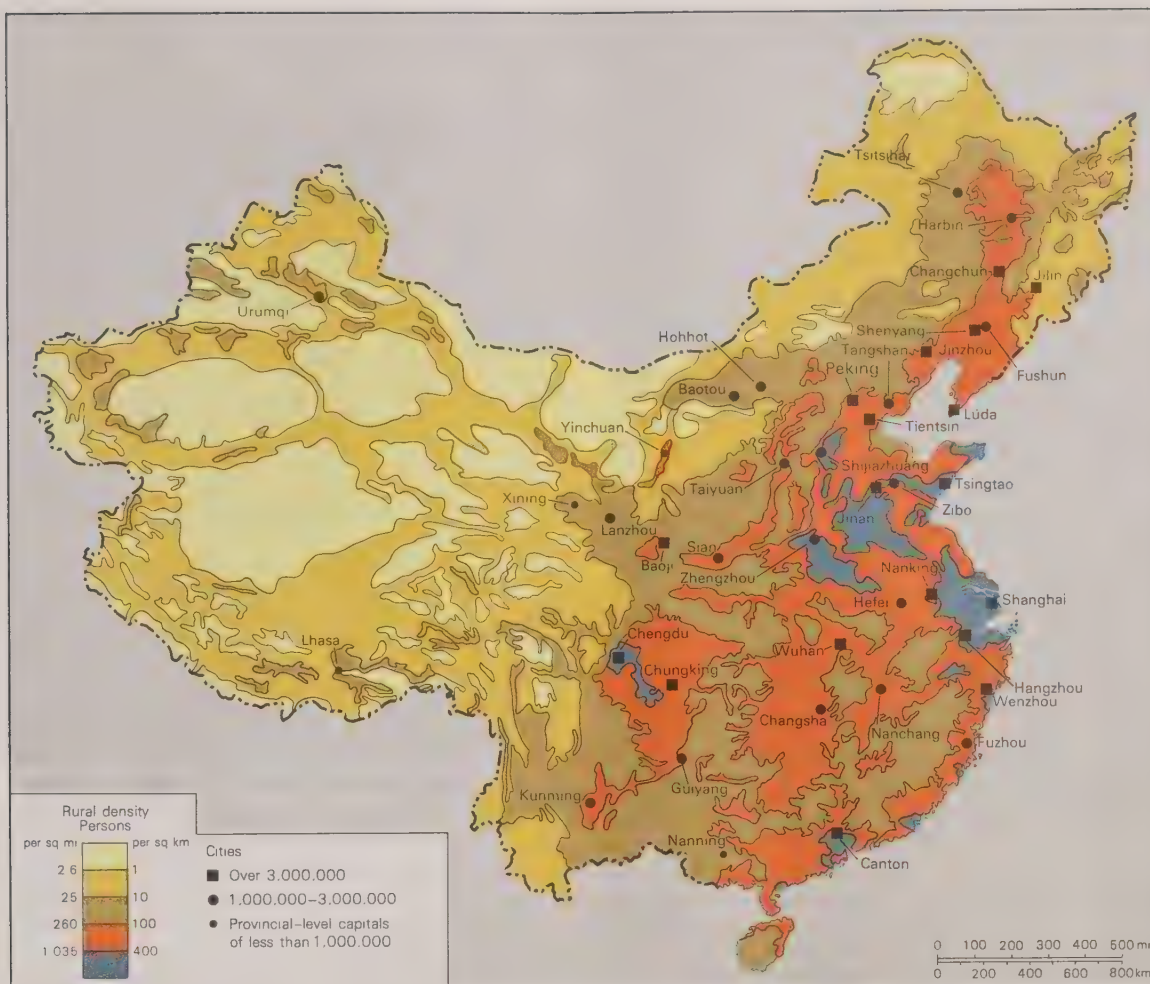 Tsitsihar
Harbin
Changchun
Jilin
Urumqi
Shenyang
Hohhot
Tangshan
Jinzhou
Peking
Fushun
Baotou
Lüda
Yinchuan
Tientsin
Shijiazhuang
Tsingtao
Taiyuan
Xining
Zibo
Jinan
Lanzhou
Sian
Baoji
Zhengzhou
Nanking
Hefei
Shanghai
Lhasa
Chengdu
Wuhan
Chungking
Hangzhou
Wenzhou
Changsha
Nanchang
Fuzhou
Guiyang
Kunming
Nanning
Canton
Rural density
Persons
per sq mi per sq km
2 6 1
25 10
260 100
1 035 400
Cities
Over 3.000.000
1,000,000–3,000,000
Provincial-level capitals
of less than 1,000,000
0 100 200 300 400 500 mi
0 200 400 600 800 km